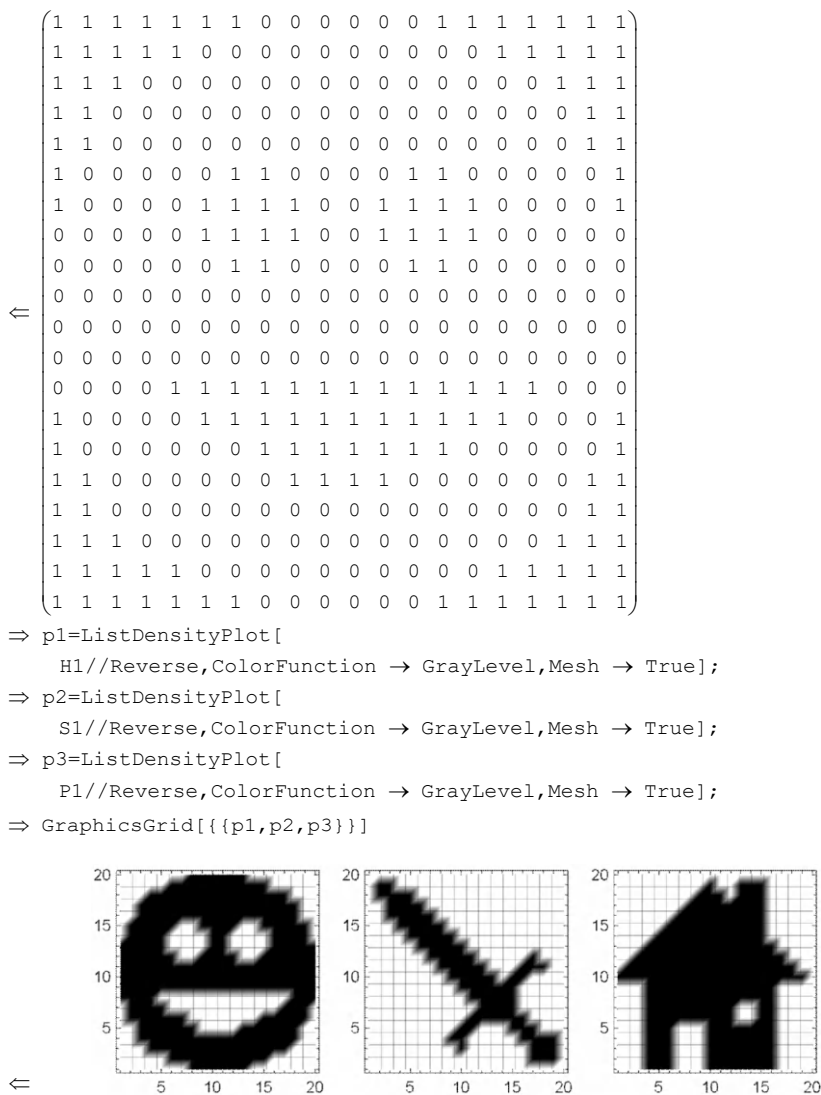 1 1 1 1 1 1 1 0 0 0 0 0 0 1 1 1 1 1 1 1
1 1 1 1 1 0 0 0 0 0 0 0 0 0 0 1 1 1 1 1
1 1 1 0 0 0 0 0 0 0 0 0 0 0 0 0 0 1 1 1
1 1 0 0 0 0 0 0 0 0 0 0 0 0 0 0 0 0 1 1
1 1 0 0 0 0 0 0 0 0 0 0 0 0 0 0 0 0 1 1
1 0 0 0 0 0 1 1 0 0 0 0 1 1 0 0 0 0 0 1
1 0 0 0 0 1 1 1 1 0 0 1 1 1 1 0 0 0 0 1
0 0 0 0 0 1 1 1 1 0 0 1 1 1 1 0 0 0 0 0
0 0 0 0 0 0 1 1 0 0 0 0 1 1 0 0 0 0 0 0
0 0 0 0 0 0 0 0 0 0 0 0 0 0 0 0 0 0 0 0
⇐ 0 0 0 0 0 0 0 0 0 0 0 0 0 0 0 0 0 0 0 0
0 0 0 0 0 0 0 0 0 0 0 0 0 0 0 0 0 0 0 0
0 0 0 0 1 1 1 1 1 1 1 1 1 1 1 1 1 0 0 0
1 0 0 0 0 1 1 1 1 1 1 1 1 1 1 1 0 0 0 1
1 0 0 0 0 0 0 1 1 1 1 1 1 1 0 0 0 0 0 1
1 1 0 0 0 0 0 0 1 1 1 1 0 0 0 0 0 0 1 1
1 1 0 0 0 0 0 0 0 0 0 0 0 0 0 0 0 0 1 1
1 1 1 0 0 0 0 0 0 0 0 0 0 0 0 0 0 1 1 1
1 1 1 1 1 0 0 0 0 0 0 0 0 0 0 1 1 1 1 1
1 1 1 1 1 1 1 0 0 0 0 0 0 1 1 1 1 1 1 1
⇒ p1=ListDensityPlot[
H1//Reverse,ColorFunction → GrayLevel,Mesh → True];
⇒ p2=ListDensityPlot[
S1//Reverse,ColorFunction → GrayLevel,Mesh → True];
⇒ p3=ListDensityPlot[
P1//Reverse,ColorFunction → GrayLevel,Mesh → True];
⇒ GraphicsGrid[{{p1,p2,p3}}]
20 20 20
15 15 15
10 10 10
5 5 5
⇐ 5 10 15 20 5 10 15 20 5 10 15 20